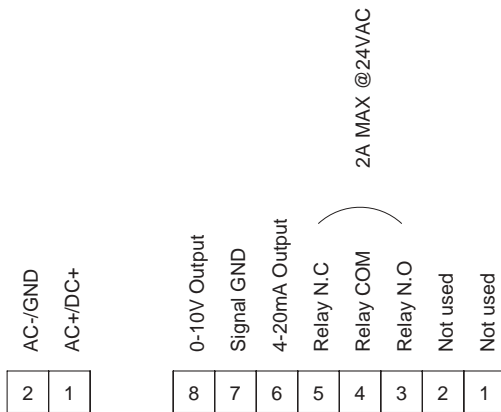 2A MAX @24VAC
AC-/GND
AC+/DC+
0-10V Output
Signal GND
4-20mA Output
Relay N.C
Relay COM
Relay N.O
Not used
Not used
2 1
8 7 6 5 4 3 2 1